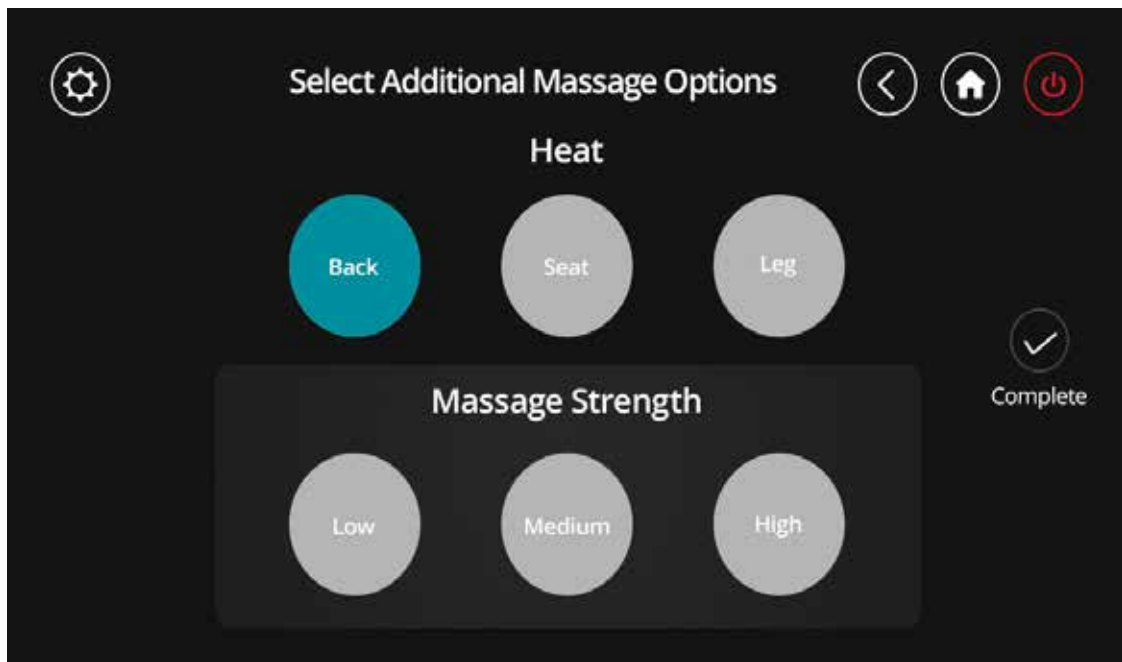 Select Additional Massage Options
Heat
Back Seat Leg
Massage Strength
Complete
Low Medium High